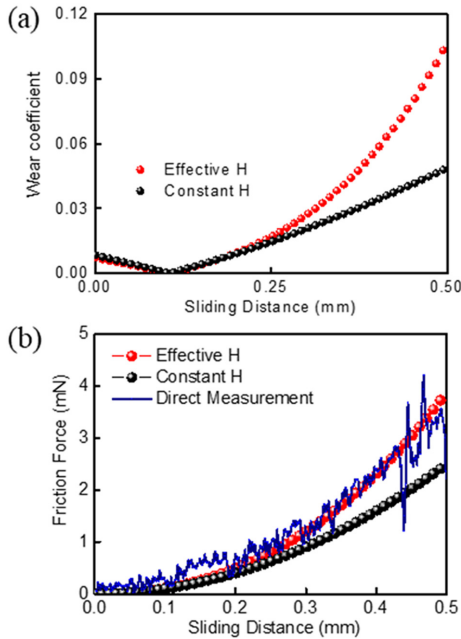 (a)
0.12
0.09
0.06
0.03
0.00
Wear coefficient
Effective H
Constant H
0.00 0.25 0.50
Sliding Distance (mm)
(b)
5
4
3
2
1
0
Friction Force (mN)
Effective H
Constant H
Direct Measurement
0.0 0.1 0.2 0.3 0.4 0.5
Sliding Distance (mm)